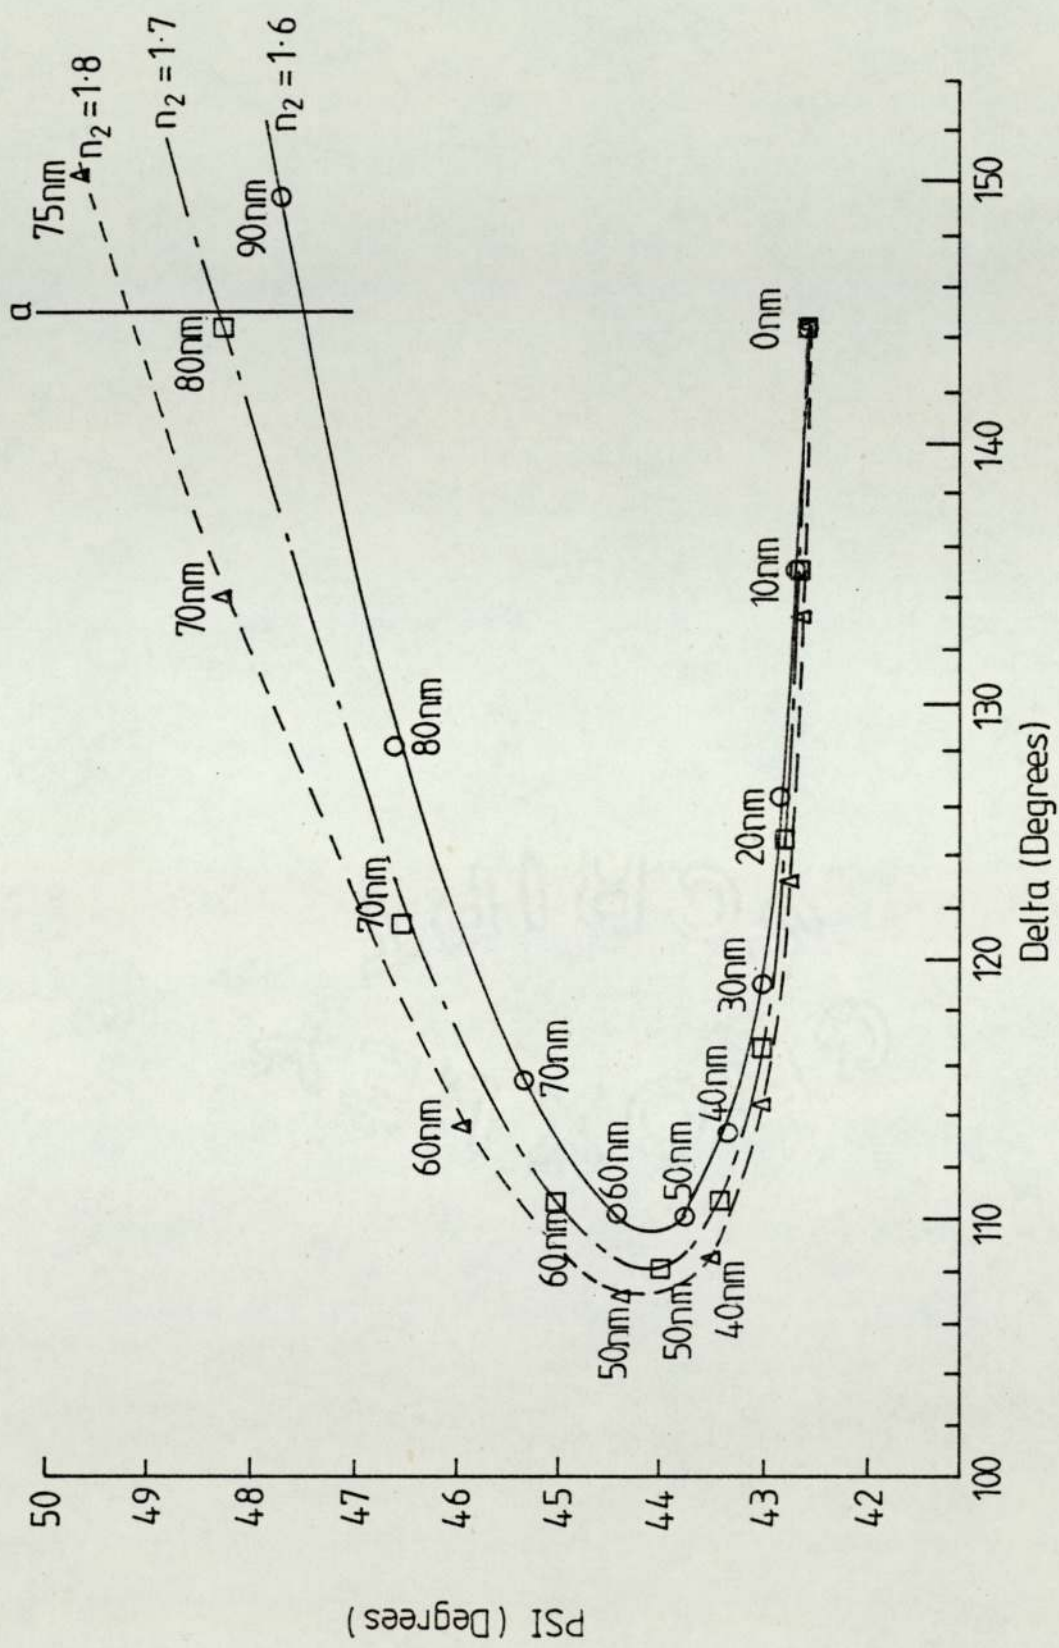 50
49
48
47
46
45
44
43
42
PSI (Degrees)
100
110
120
130
140
150
Delta (Degrees)
a
75nm
n₂ = 1·8
n₂ = 1·7
n₂ = 1·6
90nm
80nm
70nm
80nm
70nm
60nm
70nm
60nm
60nm
50nm
50nm
50nm
40nm
40nm
30nm
20nm
10nm
0nm